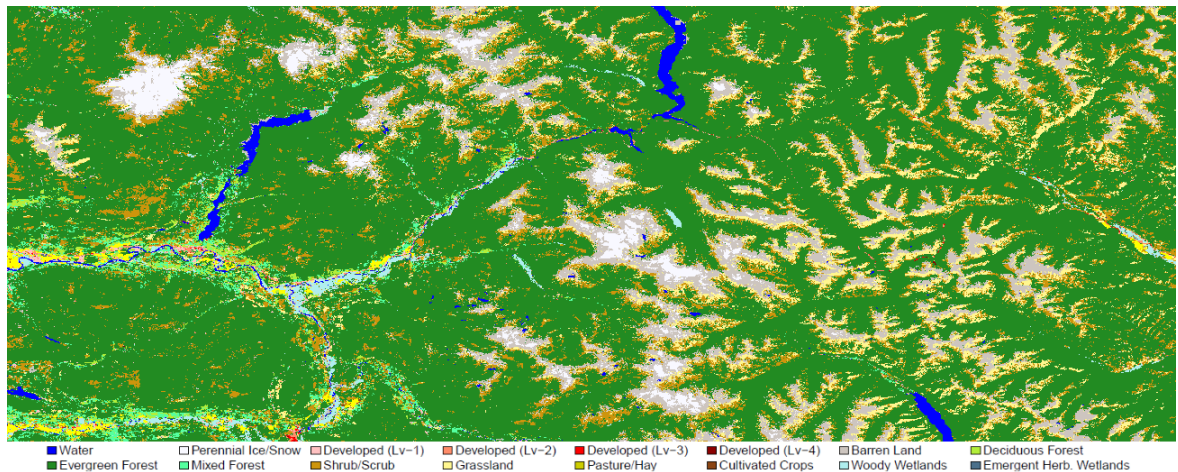 Water Perennial Ice/Snow Developed (Lv-1) Developed (Lv-2) Developed (Lv-3) Developed (Lv-4) Barren Land Deciduous Forest
Evergreen Forest Mixed Forest Shrub/Scrub Grassland Pasture/Hay Cultivated Crops Woody Wetlands Emergent Herb. Wetlands